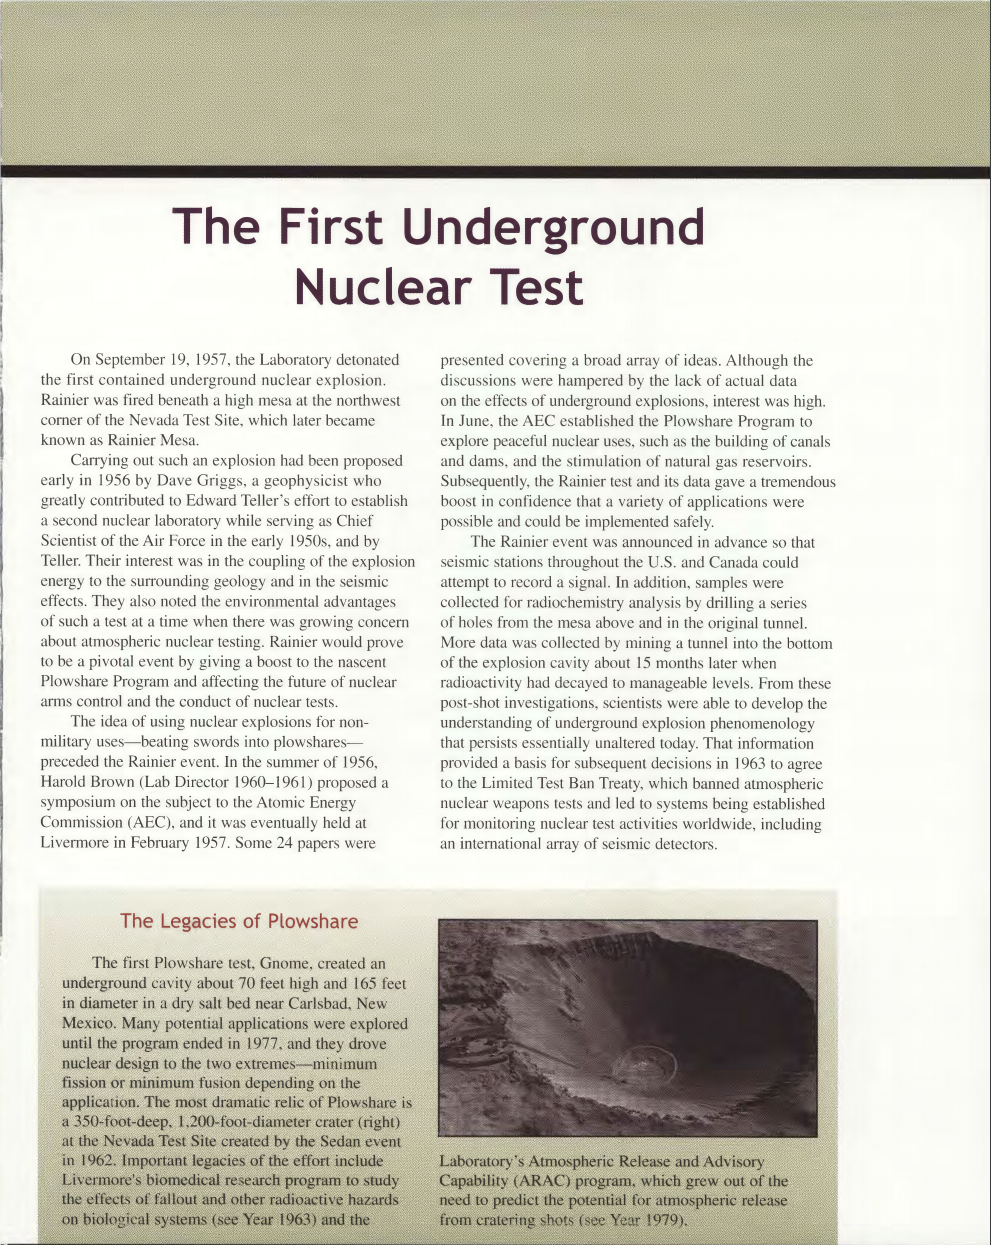 The First Underground
Nuclear Test
On September 19, 1957, the Laboratory detonated
the first contained underground nuclear explosion.
Rainier was fired beneath a high mesa at the northwest
corner of the Nevada Test Site, which later became
known as Rainier Mesa.
Carrying out such an explosion had been proposed
early in 1956 by Dave Griggs, a geophysicist who
greatly contributed to Edward Teller's effort to establish
a second nuclear laboratory while serving as Chief
Scientist of the Air Force in the early 1950s, and by
Teller. Their interest was in the coupling of the explosion
energy to the surrounding geology and in the seismic
effects. They also noted the environmental advantages
of such a test at a time when there was growing concern
about atmospheric nuclear testing. Rainier would prove
to be a pivotal event by giving a boost to the nascent
Plowshare Program and affecting the future of nuclear
arms control and the conduct of nuclear tests.
The idea of using nuclear explosions for non-
military uses—beating swords into plowshares—
preceded the Rainier event. In the summer of 1956,
Harold Brown (Lab Director 1960–1961) proposed a
symposium on the subject to the Atomic Energy
Commission (AEC), and it was eventually held at
Livermore in February 1957. Some 24 papers were
presented covering a broad array of ideas. Although the
discussions were hampered by the lack of actual data
on the effects of underground explosions, interest was high.
In June, the AEC established the Plowshare Program to
explore peaceful nuclear uses, such as the building of canals
and dams, and the stimulation of natural gas reservoirs.
Subsequently, the Rainier test and its data gave a tremendous
boost in confidence that a variety of applications were
possible and could be implemented safely.
The Rainier event was announced in advance so that
seismic stations throughout the U.S. and Canada could
attempt to record a signal. In addition, samples were
collected for radiochemistry analysis by drilling a series
of holes from the mesa above and in the original tunnel.
More data was collected by mining a tunnel into the bottom
of the explosion cavity about 15 months later when
radioactivity had decayed to manageable levels. From these
post-shot investigations, scientists were able to develop the
understanding of underground explosion phenomenology
that persists essentially unaltered today. That information
provided a basis for subsequent decisions in 1963 to agree
to the Limited Test Ban Treaty, which banned atmospheric
nuclear weapons tests and led to systems being established
for monitoring nuclear test activities worldwide, including
an international array of seismic detectors.
The Legacies of Plowshare
The first Plowshare test, Gnome, created an
underground cavity about 70 feet high and 165 feet
in diameter in a dry salt bed near Carlsbad, New
Mexico. Many potential applications were explored
until the program ended in 1977, and they drove
nuclear design to the two extremes—minimum
fission or minimum fusion depending on the
application. The most dramatic relic of Plowshare is
a 350-foot-deep, 1,200-foot-diameter crater (right)
at the Nevada Test Site created by the Sedan event
in 1962. Important legacies of the effort include
Livermore's biomedical research program to study
the effects of fallout and other radioactive hazards
on biological systems (see Year 1963) and the
Laboratory's Atmospheric Release and Advisory
Capability (ARAC) program, which grew out of the
need to predict the potential for atmospheric release
from cratering shots (see Year 1979).